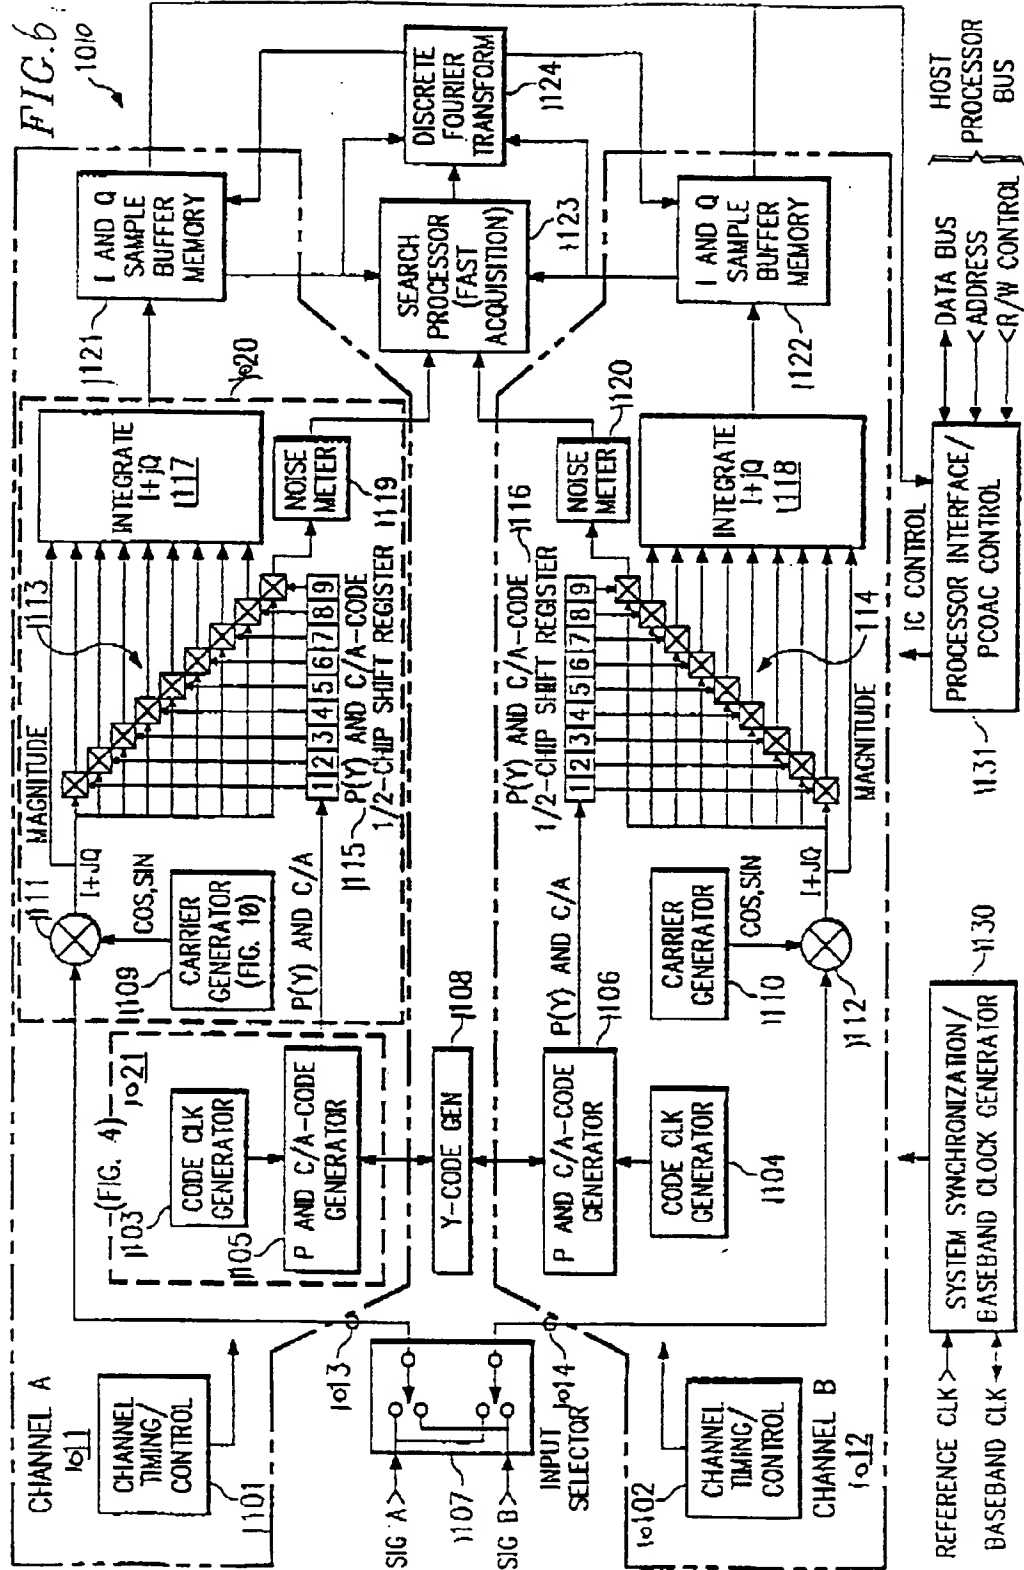 FIG. 6
1010
CHANNEL A
1011
CHANNEL
TIMING/
CONTROL
1101
(FIG. 4)
1021
1103
CODE CLK
GENERATOR
1105
P AND C/A-CODE
GENERATOR
1111
I+JQ
MAGNITUDE
COS,SIN
1109
CARRIER
GENERATOR
(FIG. 10)
P(Y) AND C/A
1113
1 2 3 4 5 6 7 8 9
1115
P(Y) AND C/A-CODE
1/2-CHIP SHIFT REGISTER
INTEGRATE
I+jQ
1117
1020
NOISE
METER
1119
1121
I AND Q
SAMPLE
BUFFER
MEMORY
SIG A>
1107
SIG B>
INPUT
SELECTOR
1013
1014
Y-CODE GEN
1108
SEARCH
PROCESSOR
(FAST
ACQUISITION)
1123
DISCRETE
FOURIER
TRANSFORM
1124
10102
CHANNEL
TIMING/
CONTROL
CHANNEL B
1012
P AND C/A-CODE
GENERATOR
1106
CODE CLK
GENERATOR
1104
P(Y) AND C/A
CARRIER
GENERATOR
1110
COS,SIN
1112
I+JQ
MAGNITUDE
P(Y) AND C/A-CODE
1/2-CHIP SHIFT REGISTER
1116
1 2 3 4 5 6 7 8 9
1114
NOISE
METER
1120
INTEGRATE
I+jQ
1118
I AND Q
SAMPLE
BUFFER
MEMORY
1122
REFERENCE CLK>
BASEBAND CLK
SYSTEM SYNCHRONIZATION/
BASEBAND CLOCK GENERATOR
1130
IC CONTROL
1131
PROCESSOR INTERFACE/
PCOAC CONTROL
DATA BUS
<ADDRESS
<R/W CONTROL
HOST
PROCESSOR
BUS